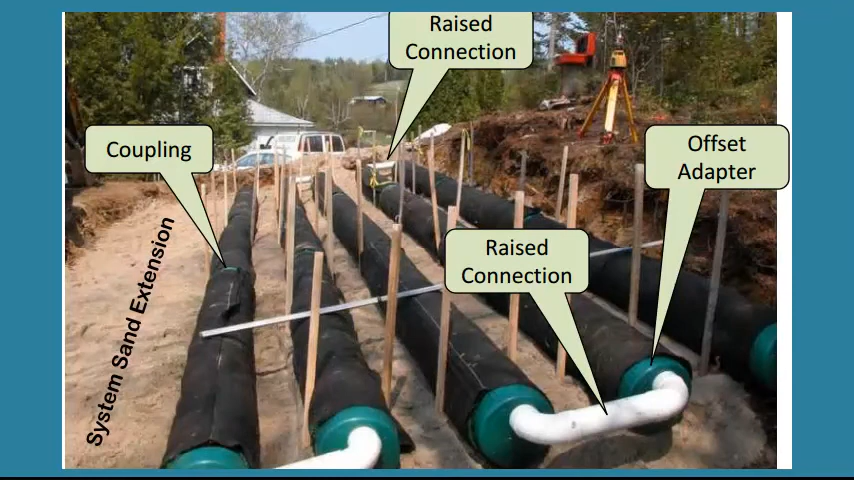 Raised
Connection
Coupling
Offset
Adapter
Raised
Connection
System Sand Extension